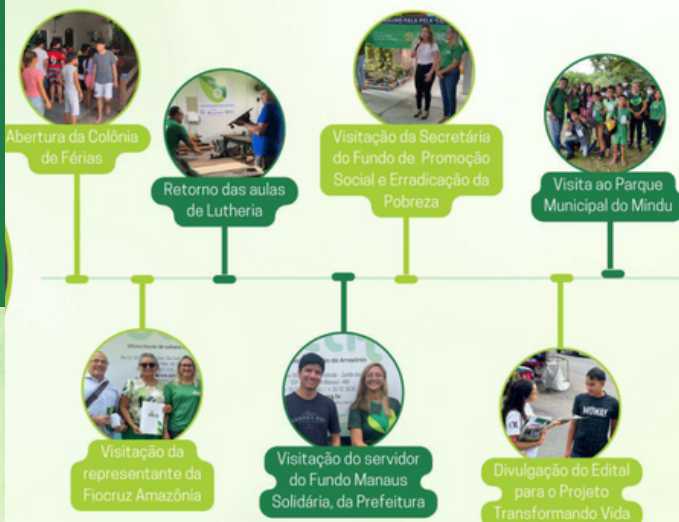 Abertura da Colônia
de Férias
Retorno das aulas
de Lutheria
Visitação da Secretária
do Fundo de Promoção
Social e Erradicação da
Pobreza
Visita ao Parque
Municipal do Mindu
Visitação da
representante da
Fiocruz Amazônia
Visitação do servidor
do Fundo Manaus
Solidária, da Prefeitura
Divulgação do Edital
para o Projeto
Transformando Vida